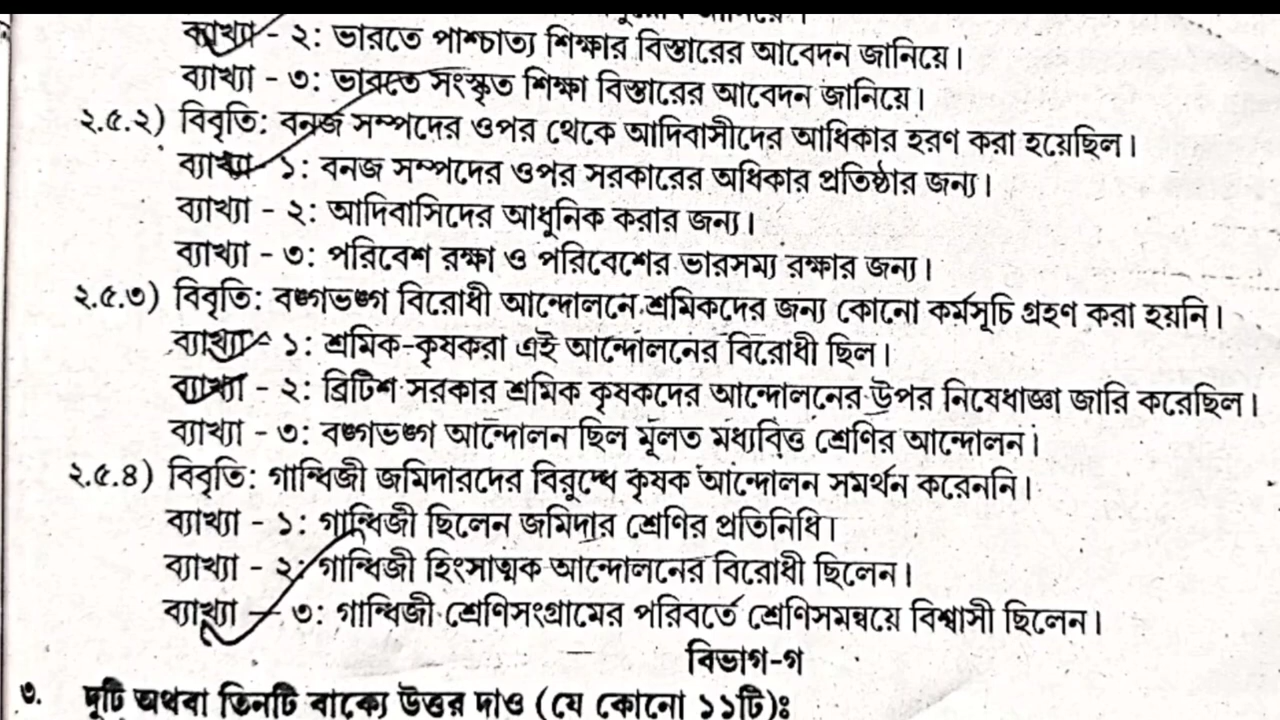 ব্যাখ্যা - ২: ভারতে পাশ্চাত্য শিক্ষার বিস্তারের আবেদন জানিয়ে।
ব্যাখ্যা - ৩: ভারতে সংস্কৃত শিক্ষা বিস্তারের আবেদন জানিয়ে।
২.৫.২) বিবৃতি: বনজ সম্পদের ওপর থেকে আদিবাসীদের আধিকার হরণ করা হয়েছিল।
ব্যাখ্যা - ১: বনজ সম্পদের ওপর সরকারের অধিকার প্রতিষ্ঠার জন্য।
ব্যাখ্যা - ২: আদিবাসিদের আধুনিক করার জন্য।
ব্যাখ্যা - ৩: পরিবেশ রক্ষা ও পরিবেশের ভারসম্য রক্ষার জন্য।
২.৫.৩) বিবৃতি: বঙ্গভঙ্গ বিরোধী আন্দোলনে শ্রমিকদের জন্য কোনো কর্মসূচি গ্রহণ করা হয়নি।
ব্যাখ্যা - ১: শ্রমিক-কৃষকরা এই আন্দোলনের বিরোধী ছিল।
ব্যাখ্যা - ২: ব্রিটিশ সরকার শ্রমিক কৃষকদের আন্দোলনের উপর নিষেধাজ্ঞা জারি করেছিল।
ব্যাখ্যা - ৩: বঙ্গভঙ্গ আন্দোলন ছিল মূলত মধ্যবিত্ত শ্রেণির আন্দোলন।
২.৫.৪) বিবৃতি: গান্ধিজী জমিদারদের বিরুদ্ধে কৃষক আন্দোলন সমর্থন করেননি।
ব্যাখ্যা - ১: গান্ধিজী ছিলেন জমিদার শ্রেণির প্রতিনিধি।
ব্যাখ্যা - ২: গান্ধিজী হিংসাত্মক আন্দোলনের বিরোধী ছিলেন।
ব্যাখ্যা - ৩: গান্ধিজী শ্রেণিসংগ্রামের পরিবর্তে শ্রেণিসমন্বয়ে বিশ্বাসী ছিলেন।
বিভাগ-গ
৩. দুটি অথবা তিনটি বাক্যে উত্তর দাও (যে কোনো ১১টি)ঃ